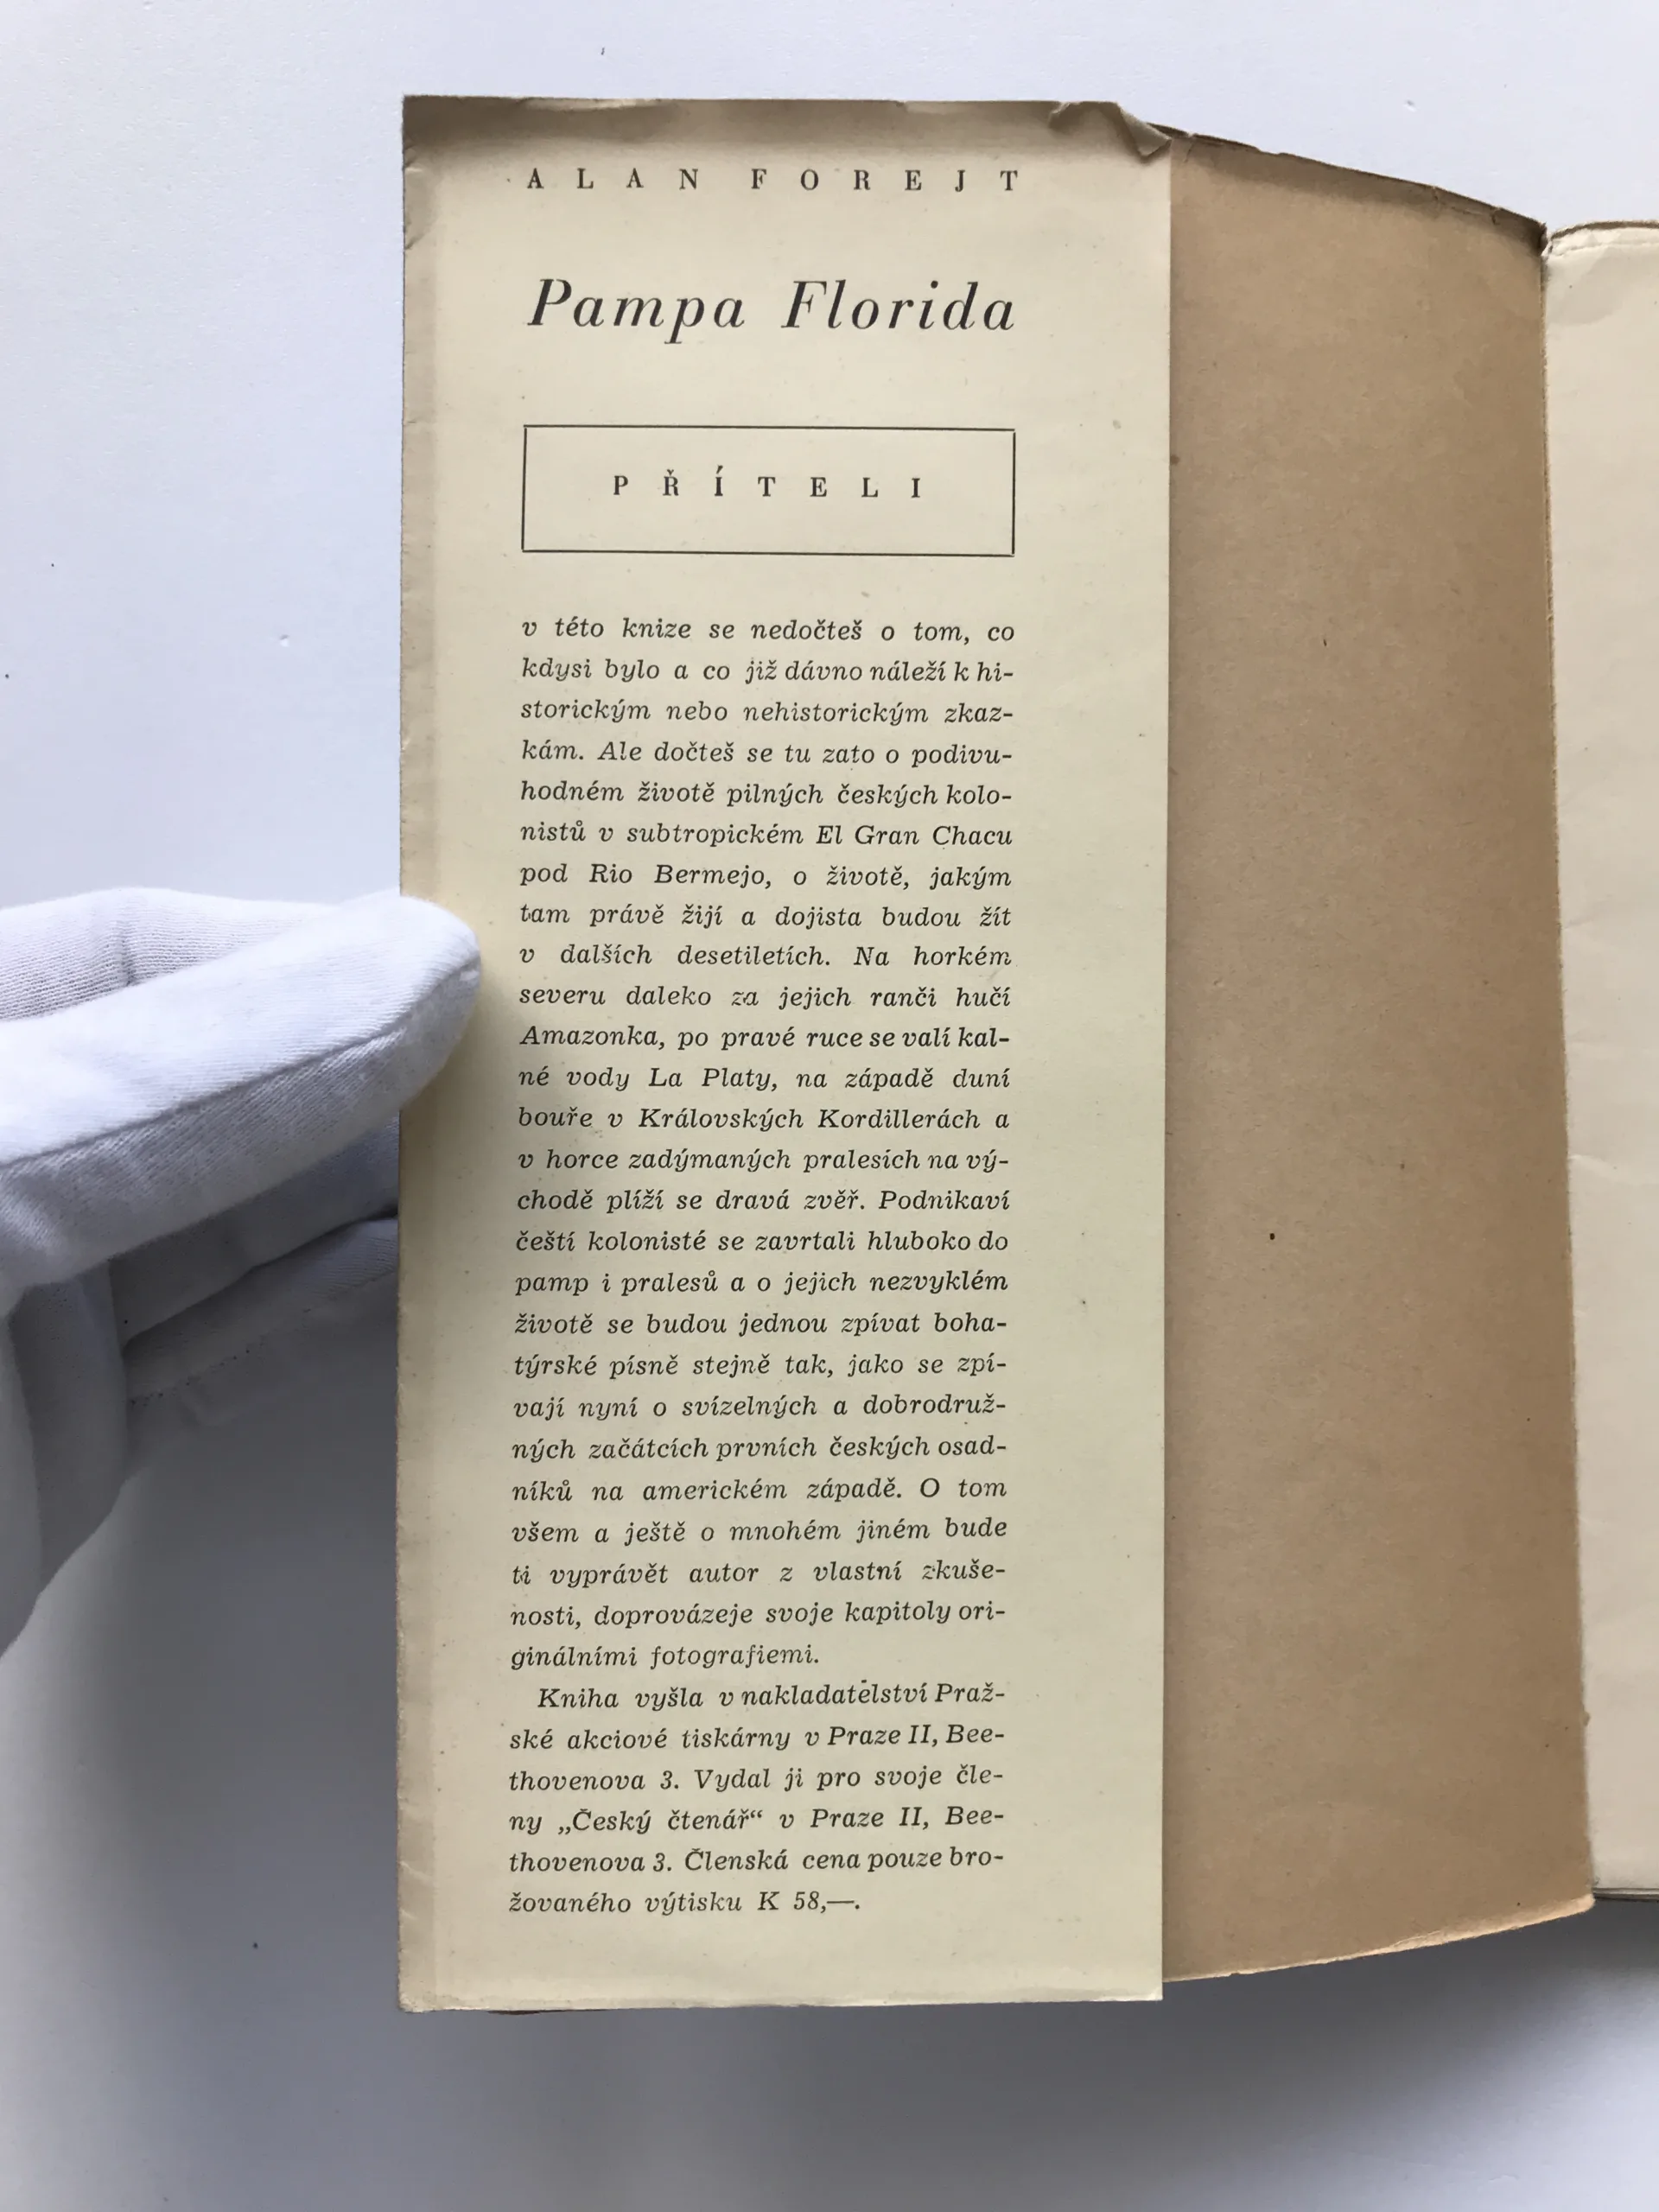 ALAN FOREJT
Pampa Florida
PŘÍTELI
v této knize se nedočteš o tom, co
kdysi bylo a co již dávno náleží k hi-
storickým nebo nehistorickým zkaz-
kám. Ale dočteš se tu zato o podivu-
hodném životě pilných českých kolo-
nistů v subtropickém El Gran Chacu
pod Rio Bermejo, o životě, jakým
tam právě žijí a dojista budou žít
v dalších desetiletích. Na horkém
severu daleko za jejich ranči hučí
Amazonka, po pravé ruce se valí kal-
né vody La Platy, na západě duní
bouře v Královských Kordillerách a
v horce zadýmaných pralesích na vý-
chodě plíží se dravá zvěř. Podnikaví
čeští kolonisté se zavrtali hluboko do
pamp i pralesů a o jejich nezvyklém
životě se budou jednou zpívat boha-
týrské písně stejně tak, jako se zpí-
vají nyní o svízelných a dobrodruž-
ných začátcích prvních českých osad-
níků na americkém západě. O tom
všem a ještě o mnohém jiném bude
ti vyprávět autor z vlastní zkuše-
nosti, doprovázeje svoje kapitoly ori-
ginálními fotografiemi.
Kniha vyšla v nakladatelství Praž-
ské akciové tiskárny v Praze II, Bee-
thovenova 3. Vydal ji pro svoje čle-
ny „Český čtenář“ v Praze II, Bee-
thovenova 3. Členská cena pouze bro-
žovaného výtisku K 58,—.